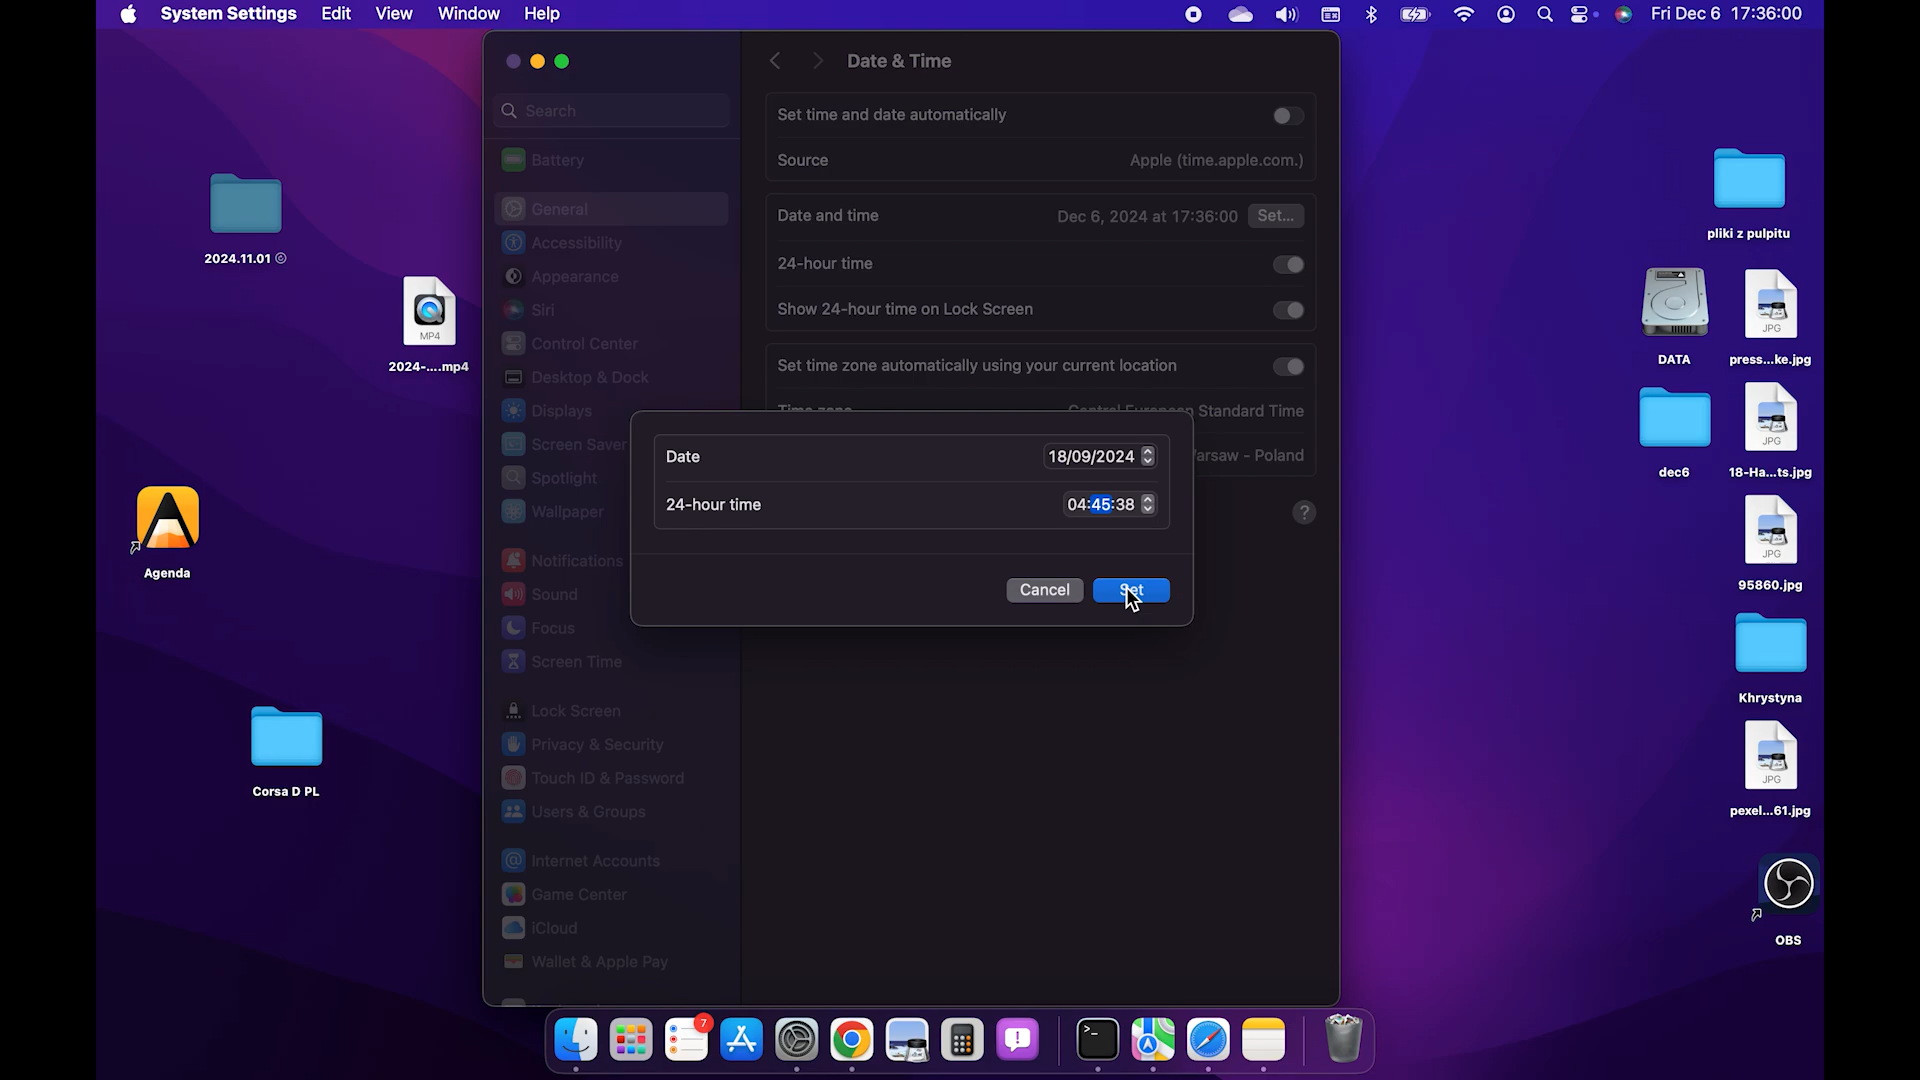 System Settings Edit View Window Help Fri Dec 6 17:36:00
Date & Time
Search
Set time and date automatically
Source Apple (time.apple.com.)
Date and time Dec 6, 2024 at 17:36:00 Set...
24-hour time
Show 24-hour time on Lock Screen
Set time zone automatically using your current location
Standard Time
Warsaw - Poland
?
Date 18/09/2024
24-hour time 04:45:38
Cancel Set
Battery
General
Accessibility
Appearance
Siri
Control Center
Desktop & Dock
Displays
Screen Saver
Spotlight
Wallpaper
Notifications
Sound
Focus
Screen Time
Lock Screen
Privacy & Security
Touch ID & Password
Users & Groups
Internet Accounts
Game Center
iCloud
Wallet & Apple Pay
2024.11.01
MP4
2024-....mp4
Agenda
Corsa D PL
pliki z pulpitu
DATA
JPG
press...ke.jpg
dec6
JPG
18-Ha...ts.jpg
JPG
95860.jpg
Khrystyna
JPG
pexel...61.jpg
OBS
7